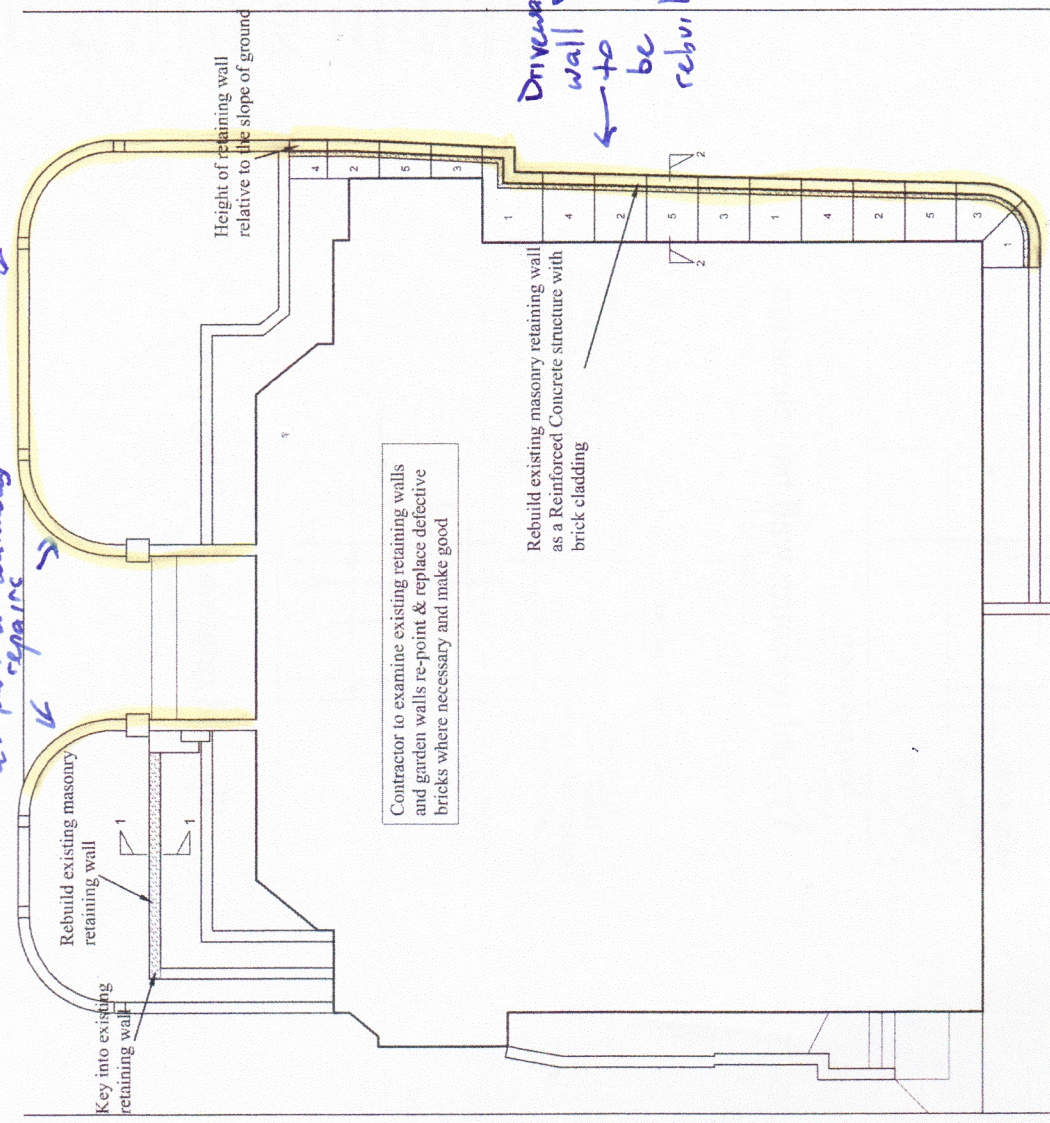 Height of retaining wall
relative to the slope of ground
wall
to
be
4
2
5
3
1
4
2
5
3
1
4
2
5
3
1
2
2
Rebuild existing masonry retaining wall
as a Reinforced Concrete structure with
brick cladding
Contractor to examine existing retaining walls
and garden walls re-point & replace defective
bricks where necessary and make good
repairs
Rebuild existing masonry
retaining wall
1
1
Key into existing
retaining wall